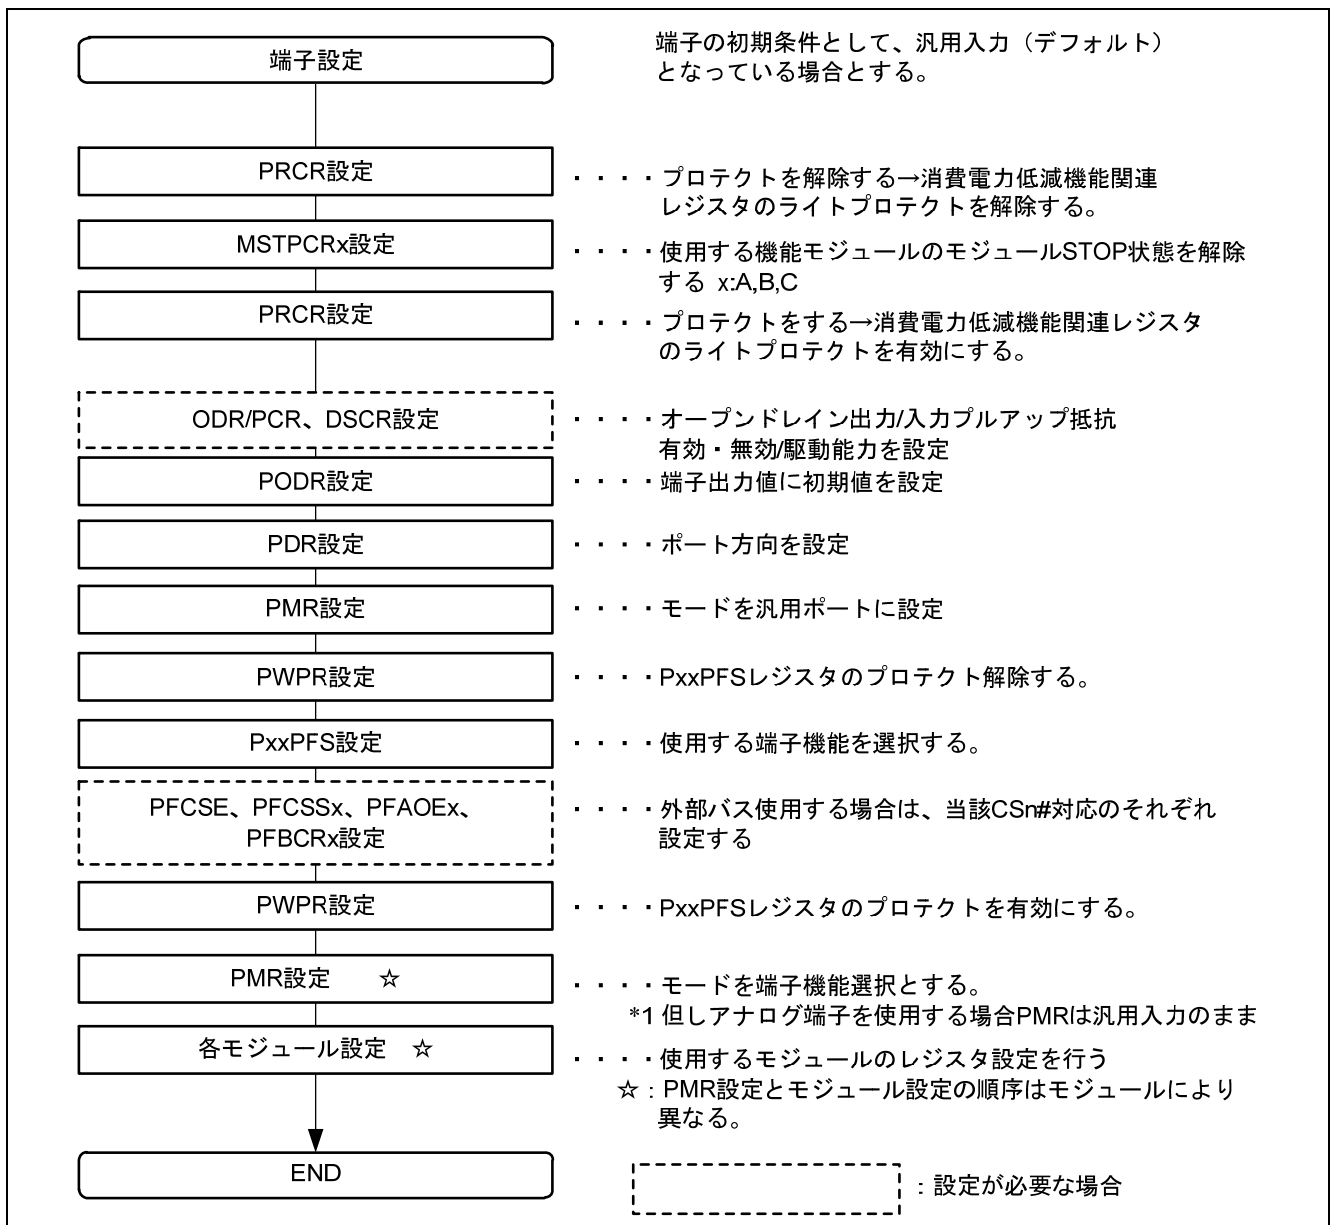 端子設定
端子の初期条件として、汎用入力（デフォルト）
となっている場合とする。
PRCR設定
・・・・プロテクトを解除する→消費電力低減機能関連
レジスタのライトプロテクトを解除する。
MSTPCRx設定
・・・・使用する機能モジュールのモジュールSTOP状態を解除
する x:A,B,C
PRCR設定
・・・・プロテクトをする→消費電力低減機能関連レジスタ
のライトプロテクトを有効にする。
ODR/PCR、DSCR設定
・・・・オープンドレイン出力/入力プルアップ抵抗
有効・無効/駆動能力を設定
PODR設定
・・・・端子出力値に初期値を設定
PDR設定
・・・・ポート方向を設定
PMR設定
・・・・モードを汎用ポートに設定
PWPR設定
・・・・PxxPFSレジスタのプロテクト解除する。
PxxPFS設定
・・・・使用する端子機能を選択する。
PFCSE、PFCSSx、PFAOEx、
PFBCRx設定
・・・・外部バス使用する場合は、当該CSn#対応のそれぞれ
設定する
PWPR設定
・・・・PxxPFSレジスタのプロテクトを有効にする。
PMR設定 ☆
・・・・モードを端子機能選択とする。
*1 但しアナログ端子を使用する場合PMRは汎用入力のまま
各モジュール設定 ☆
・・・・使用するモジュールのレジスタ設定を行う
☆：PMR設定とモジュール設定の順序はモジュールにより
異なる。
END
：設定が必要な場合